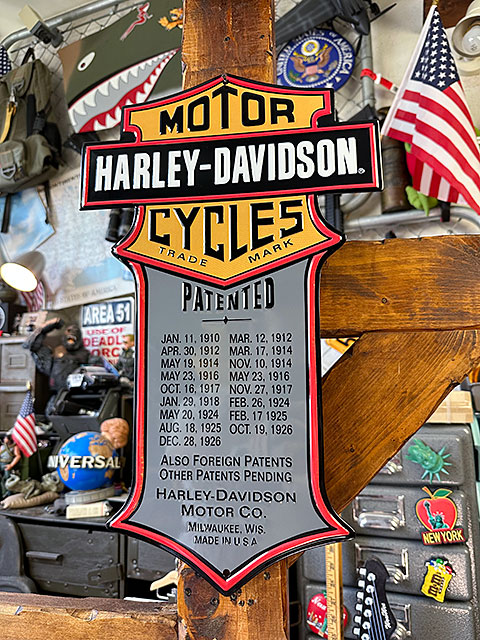 MOTOR
HARLEY-DAVIDSON®
CYCLES
TRADE MARK
PATENTED
JAN. 11, 1910 MAR. 12, 1912
APR. 30, 1912 MAR. 17, 1914
MAY 19, 1914 NOV. 10, 1914
MAY 23, 1916 MAY 23, 1916
OCT. 16, 1917 NOV. 27, 1917
JAN. 29, 1918 FEB. 26, 1924
MAY 20, 1924 FEB. 17 1925
AUG. 18, 1925 OCT. 19, 1926
DEC. 28, 1926
ALSO FOREIGN PATENTS
OTHER PATENTS PENDING
HARLEY-DAVIDSON
MOTOR CO.
MILWAUKEE, WIS.
MADE IN U S A
AREA 51
USE OF
DEADLY
NIVERSAL
NEW YORK
m&m's